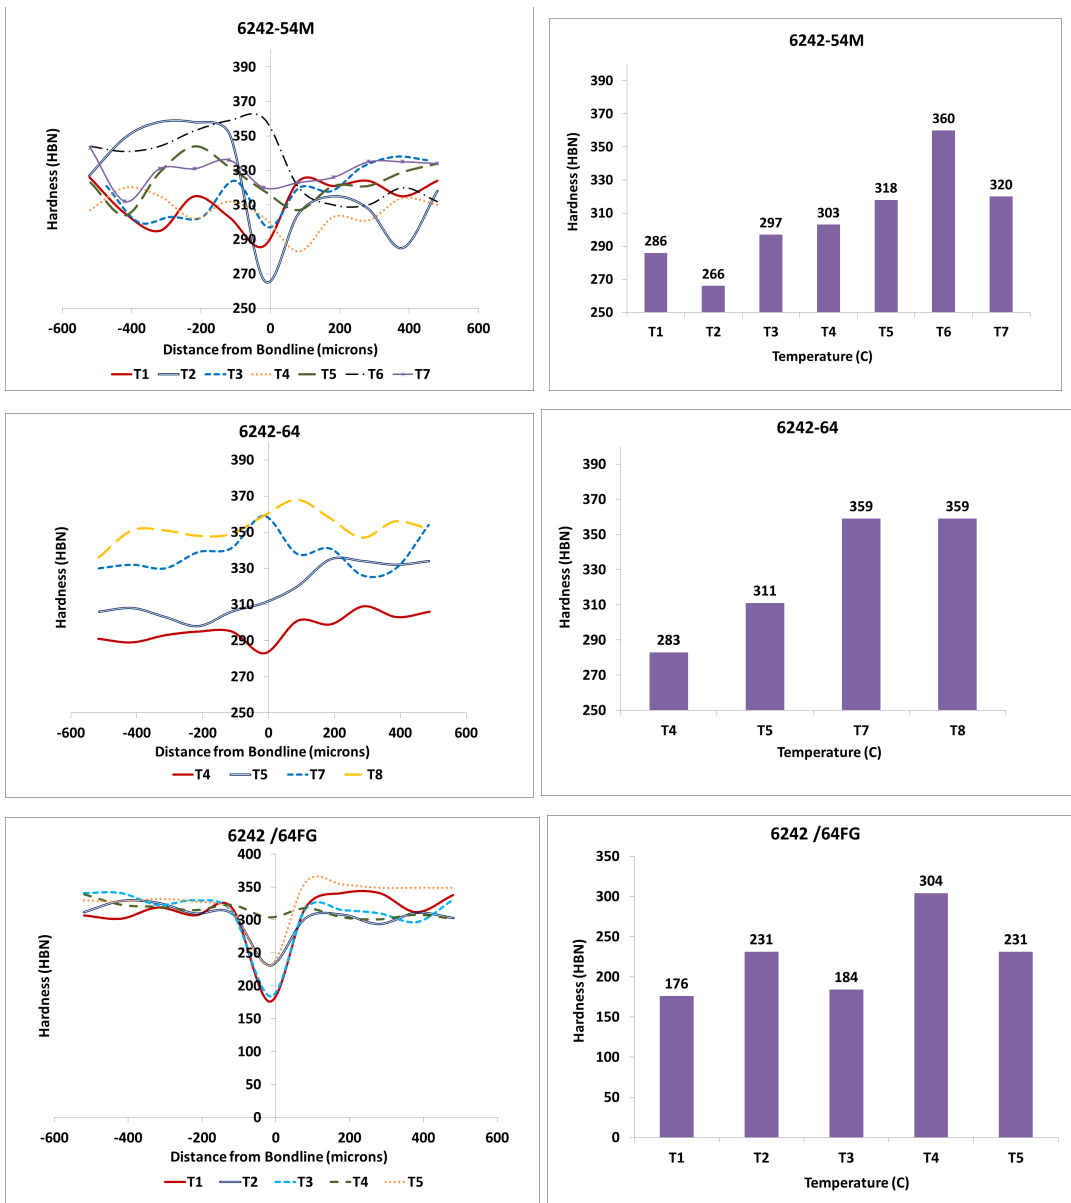 6242-54M
390
370
350
330
310
290
270
250
Hardness (HBN)
-600 -400 -200 0 200 400 600
Distance from Bondline (microns)
T1 T2 T3 T4 T5 T6 T7
6242-54M
390
370
350
330
310
290
270
250
Hardness (HBN)
286 266 297 303 318 360 320
T1 T2 T3 T4 T5 T6 T7
Temperature (C)
6242-64
390
370
350
330
310
290
270
250
Hardness (HBN)
-600 -400 -200 0 200 400 600
Distance from Bondline (microns)
T4 T5 T7 T8
6242-64
390
370
350
330
310
290
270
250
Hardness (HBN)
283 311 359 359
T4 T5 T7 T8
Temperature (C)
6242 /64FG
400
350
300
250
200
150
100
50
0
Hardness (HBN)
-600 -400 -200 0 200 400 600
Distance from Bondline (microns)
T1 T2 T3 T4 T5
6242 /64FG
350
300
250
200
150
100
50
0
Hardness (HBN)
176 231 184 304 231
T1 T2 T3 T4 T5
Temperature (C)